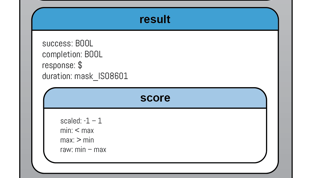 result
success: BOOL
completion: BOOL
response: $
duration: mask_ISO8601
score
scaled: -1 – 1
min: < max
max: > min
raw: min – max